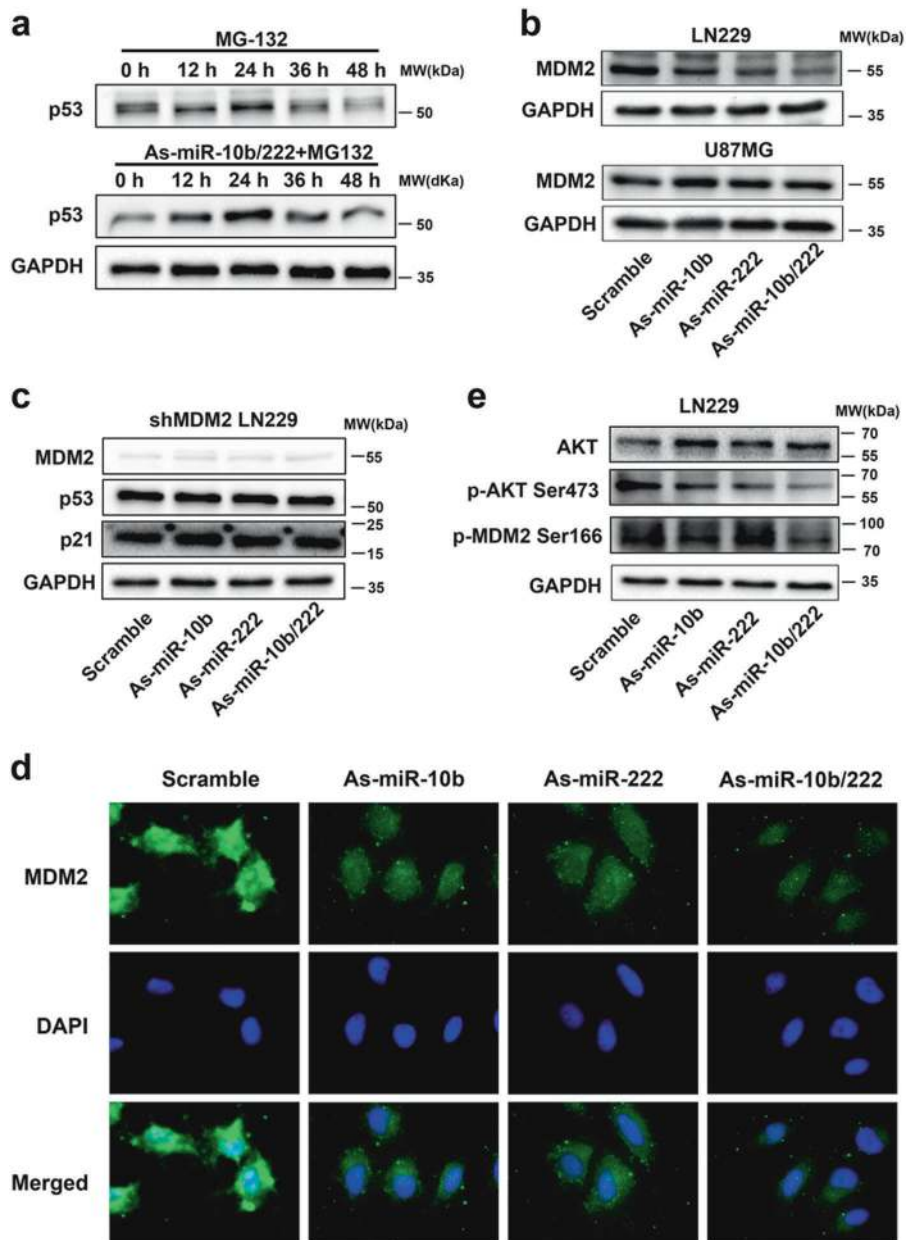 a
MG-132
0 h 12 h 24 h 36 h 48 h MW(kDa)
p53 50
As-miR-10b/222+MG132
0 h 12 h 24 h 36 h 48 h MW(dKa)
p53 50
GAPDH 35
b
LN229 MW(kDa)
MDM2 55
GAPDH 35
U87MG
MDM2 55
GAPDH 35
Scramble As-miR-10b As-miR-222 As-miR-10b/222
c
shMDM2 LN229 MW(kDa)
MDM2 55
p53 50
p21 25 15
GAPDH 35
Scramble As-miR-10b As-miR-222 As-miR-10b/222
e
LN229 MW(kDa)
AKT 70 55
p-AKT Ser473 70 55
p-MDM2 Ser166 100 70
GAPDH 35
Scramble As-miR-10b As-miR-222 As-miR-10b/222
d
Scramble As-miR-10b As-miR-222 As-miR-10b/222
MDM2
DAPI
Merged